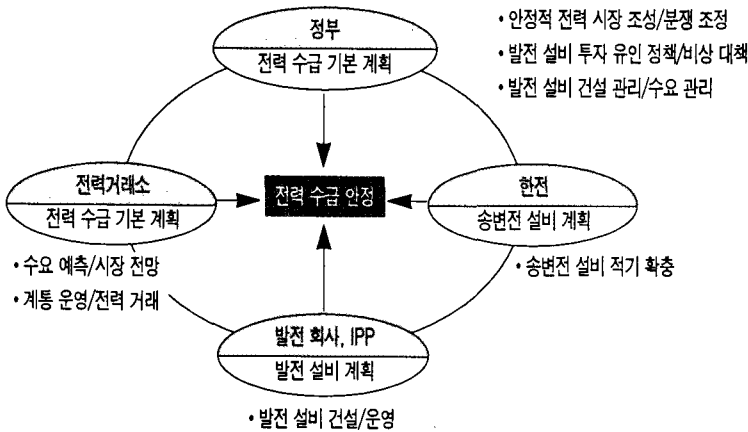 정부
전력 수급 기본 계획
• 안정적 전력 시장 조성/분쟁 조정
• 발전 설비 투자 유인 정책/비상 대책
• 발전 설비 건설 관리/수요 관리
전력거래소
전력 수급 기본 계획
• 수요 예측/시장 전망
• 계통 운영/전력 거래
전력 수급 안정
한전
송변전 설비 계획
• 송변전 설비 적기 확충
발전 회사, IPP
발전 설비 계획
• 발전 설비 건설/운영